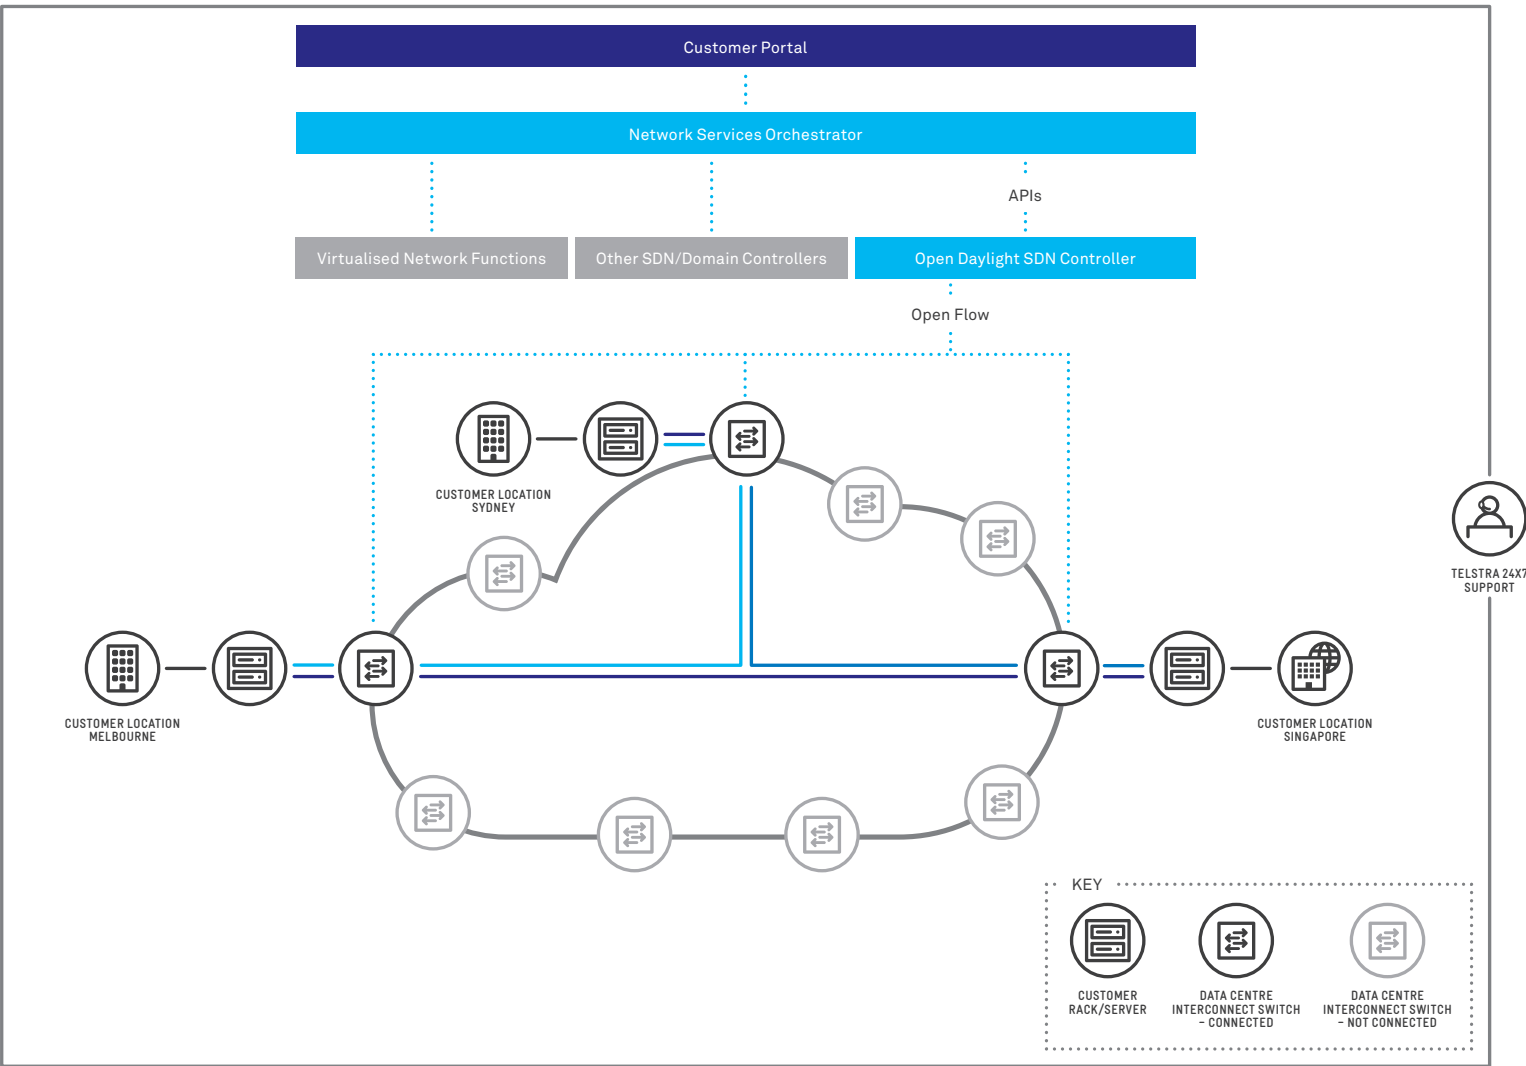 Customer Portal
Network Services Orchestrator
APIs
Virtualised Network Functions
Other SDN/Domain Controllers
Open Daylight SDN Controller
Open Flow
CUSTOMER LOCATION
SYDNEY
TELSTRA 24X7
SUPPORT
CUSTOMER LOCATION
MELBOURNE
CUSTOMER LOCATION
SINGAPORE
KEY
CUSTOMER
RACK/SERVER
DATA CENTRE
INTERCONNECT SWITCH
– CONNECTED
DATA CENTRE
INTERCONNECT SWITCH
– NOT CONNECTED